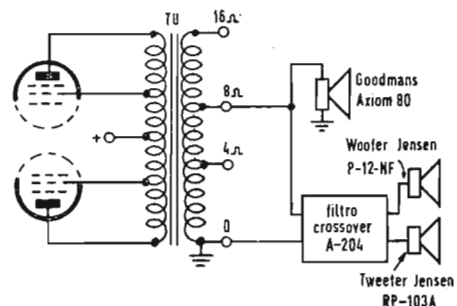 TU
16Ω
8Ω
4Ω
0
+
Goodmans
Axiom 80
Woofer Jensen
P-12-NF
filtro
crossover
A-204
Tweeter Jensen
RP-103A